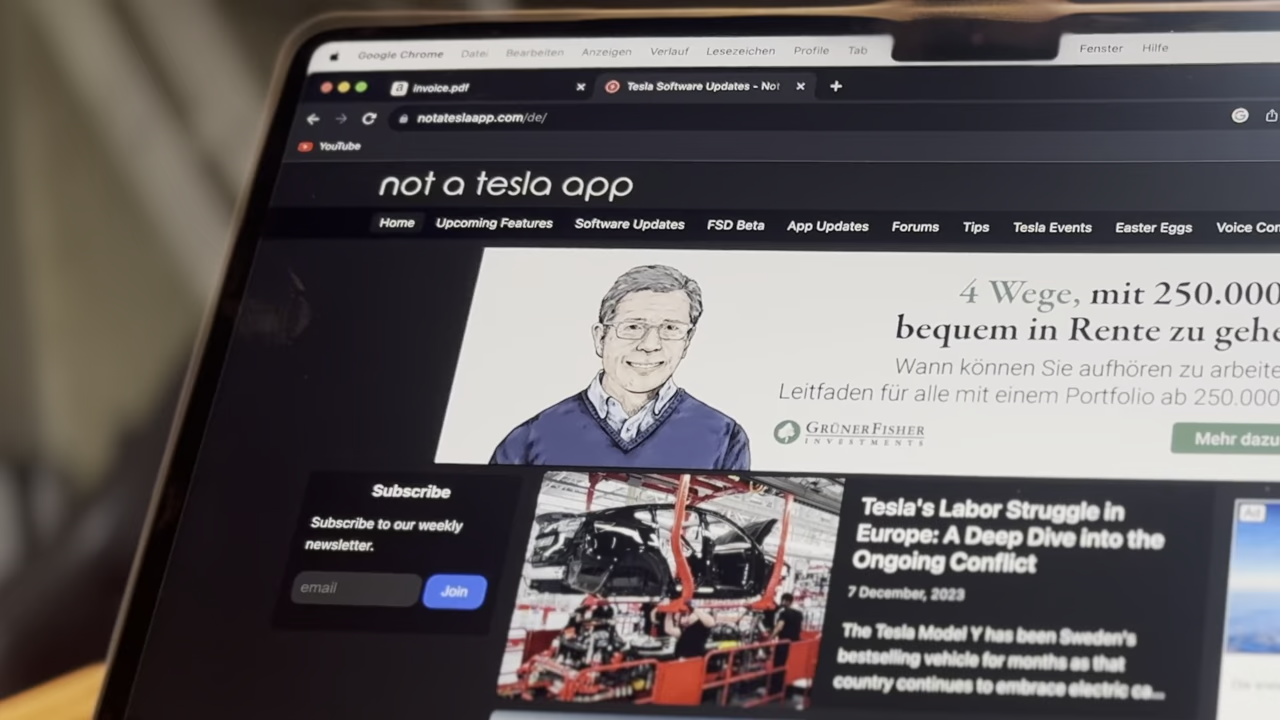 Google Chrome Datei Bearbeiten Anzeigen Verlauf Lesezeichen Profile Tab Fenster Hilfe
Invoice.pdf
Tesla Software Updates - Not
notateslaapp.com/de/
YouTube
not a tesla app
Home Upcoming Features Software Updates FSD Beta App Updates Forums Tips Tesla Events Easter Eggs Voice Com
4 Wege, mit 250.000
bequem in Rente zu gehe
Wann können Sie aufhören zu arbeite
Leitfaden für alle mit einem Portfolio ab 250.000
GRÜNERFISHER
INVESTMENTS
Mehr dazu
Subscribe
Subscribe to our weekly
newsletter.
email
Join
Tesla's Labor Struggle in
Europe: A Deep Dive into the
Ongoing Conflict
7 December, 2023
The Tesla Model Y has been Sweden's
bestselling vehicle for months as that
country continues to embrace electric ca...
Ad